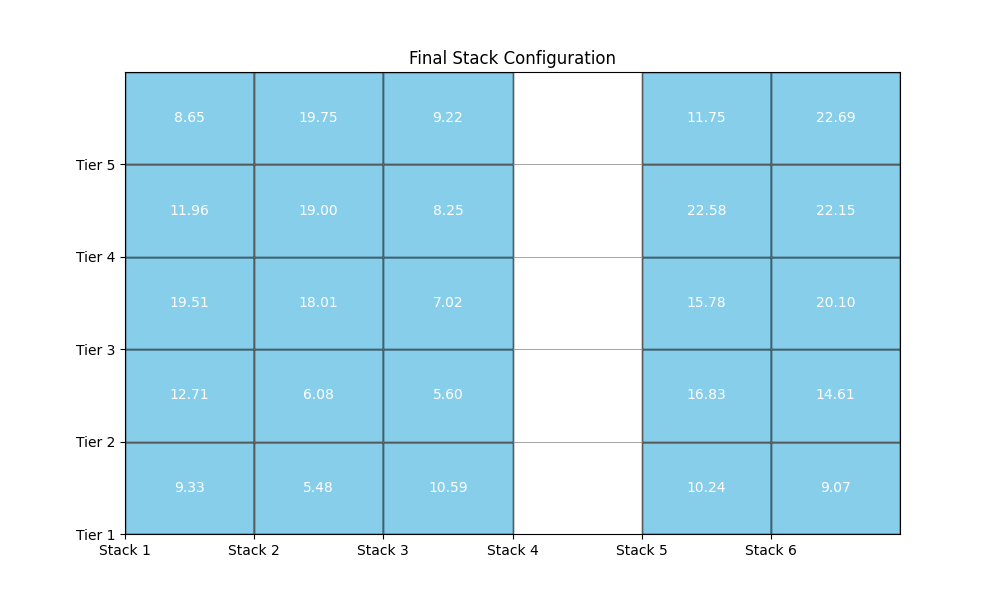 Final Stack Configuration
8.65 19.75 9.22 11.75 22.69
Tier 5
11.96 19.00 8.25 22.58 22.15
Tier 4
19.51 18.01 7.02 15.78 20.10
Tier 3
12.71 6.08 5.60 16.83 14.61
Tier 2
9.33 5.48 10.59 10.24 9.07
Tier 1
Stack 1 Stack 2 Stack 3 Stack 4 Stack 5 Stack 6